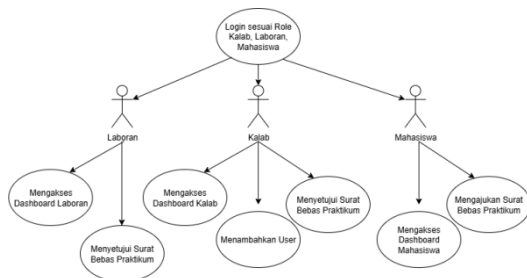 Login sesuai Role
Kalab, Laboran,
Mahasiswa
Laboran
Kalab
Mahasiswa
Mengakses
Dashboard Laboran
Menyetujui Surat
Bebas Praktikum
Mengakses
Dashboard Kalab
Menambahkan User
Menyetujui Surat
Bebas Praktikum
Mengakses
Dashboard
Mahasiswa
Mengajukan Surat
Bebas Praktikum